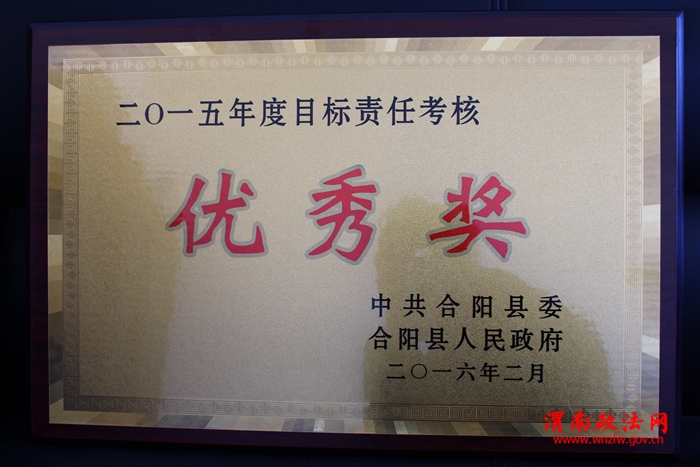 二〇一五年度目标责任考核
优秀奖
中共合阳县委
合阳县人民政府
二〇一六年二月
渭南政法网
www.wnzfw.gov.cn